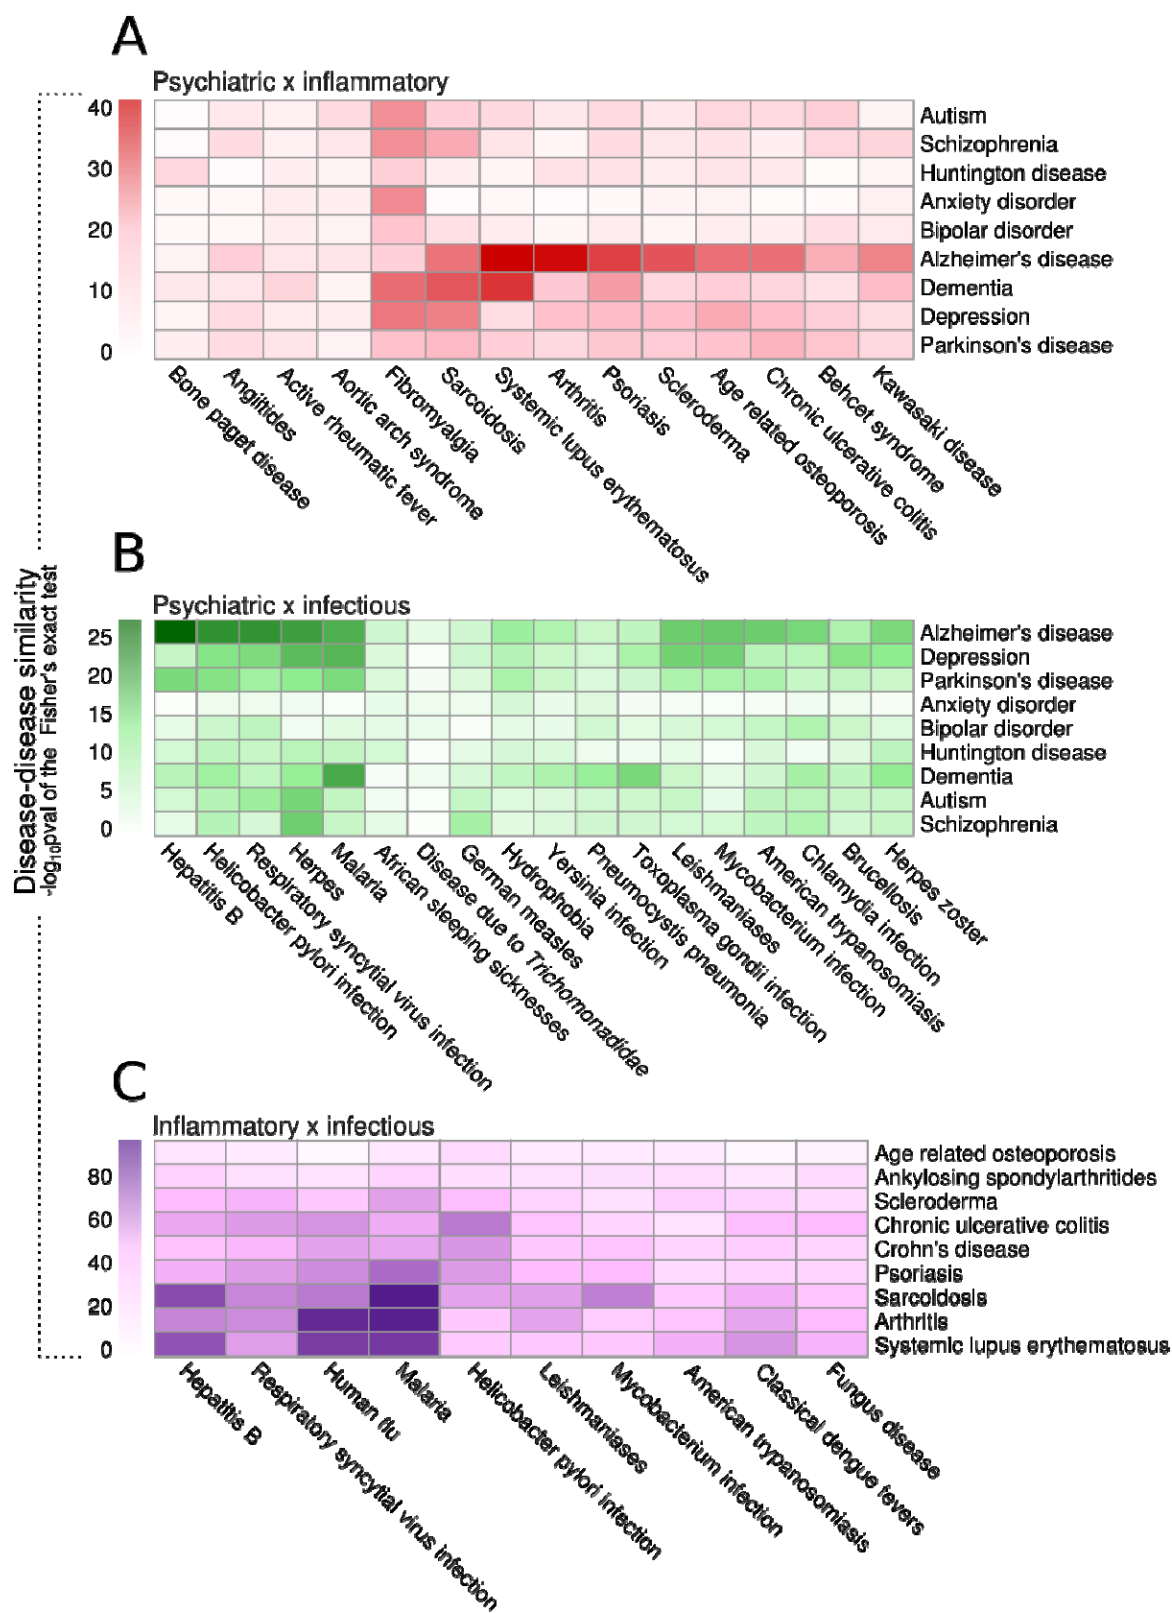 A
Psychiatric x inflammatory
40
30
20
10
0
Autism
Schizophrenia
Huntington disease
Anxiety disorder
Bipolar disorder
Alzheimer's disease
Dementia
Depression
Parkinson's disease
Bone paget disease
Angiitides
Active rheumatic fever
Aortic arch syndrome
Fibromyalgia
Sarcoidosis
Systemic lupus erythematosus
Arthritis
Psoriasis
Scleroderma
Age related osteoporosis
Chronic ulcerative colitis
Behcet syndrome
Kawasaki disease
Disease-disease similarity
-log₁₀pval of the Fisher's exact test
B
Psychiatric x infectious
25
20
15
10
5
0
Alzheimer's disease
Depression
Parkinson's disease
Anxiety disorder
Bipolar disorder
Huntington disease
Dementia
Autism
Schizophrenia
Hepatitis B
Helicobacter pylori infection
Respiratory syncytial virus infection
Herpes
Malaria
African sleeping sicknesses
Disease due to Trichomonadidae
German measles
Hydrophobia
Yersinia infection
Pneumocystis pneumonia
Toxoplasma gondii infection
Leishmaniases
Mycobacterium infection
American trypanosomiasis
Chlamydia infection
Brucellosis
Herpes zoster
C
Inflammatory x infectious
80
60
40
20
0
Age related osteoporosis
Ankylosing spondylarthritides
Scleroderma
Chronic ulcerative colitis
Crohn's disease
Psoriasis
Sarcoidosis
Arthritis
Systemic lupus erythematosus
Hepatitis B
Respiratory syncytial virus infection
Human flu
Malaria
Helicobacter pylori infection
Leishmaniases
Mycobacterium infection
American trypanosomiasis
Classical dengue fevers
Fungus disease